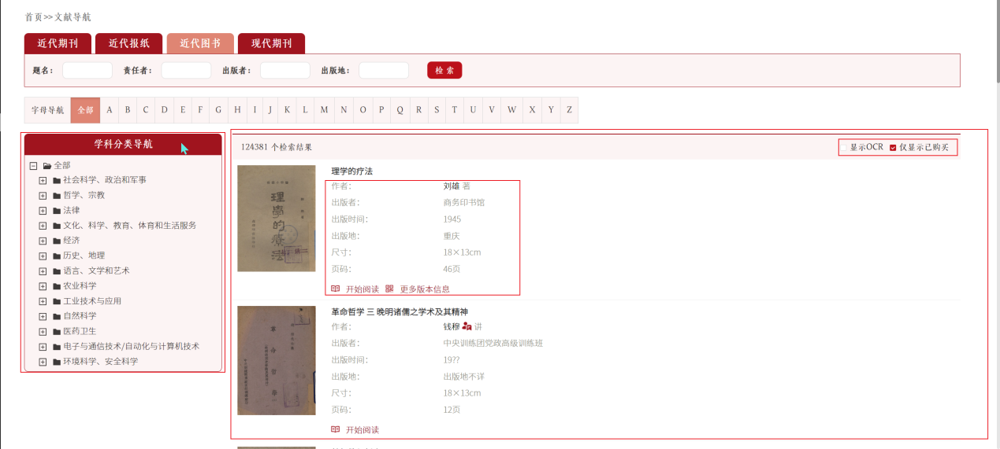 首页>>文献导航
近代期刊 近代报纸 近代图书 现代期刊
题名： 责任者： 出版者： 出版地： 检索
字母导航 全部 A B C D E F G H I J K L M N O P Q R S T U V W X Y Z
学科分类导航
全部
社会科学、政治和军事
哲学、宗教
法律
文化、科学、教育、体育和生活服务
经济
历史、地理
语言、文学和艺术
农业科学
工业技术与应用
自然科学
医药卫生
电子与通信技术/自动化与计算机技术
环境科学、安全科学
124381 个检索结果 显示OCR 仅显示已购买
理学的疗法
作者： 刘雄 著
出版者： 商务印书馆
出版时间： 1945
出版地： 重庆
尺寸： 18×13cm
页码： 46页
开始阅读 更多版本信息
理學的療法
革命哲学 三 晚明诸儒之学术及其精神
作者： 钱穆 讲
出版者： 中央训练团党政高级训练班
出版时间： 19??
出版地： 出版地不详
尺寸： 18×13cm
页码： 12页
开始阅读
革命哲學